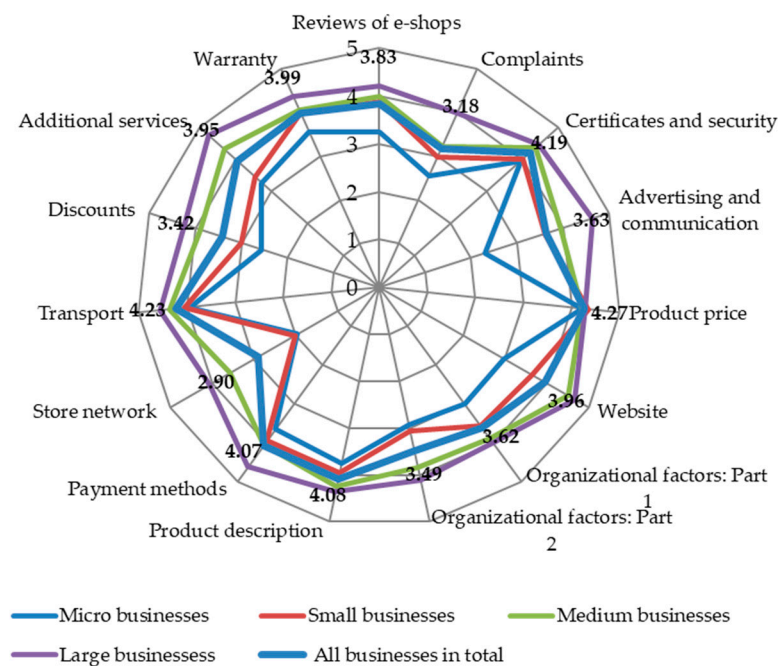 Reviews of e-shops
5
3.83
Warranty
Complaints
3.99
3.18
4
Additional services
3.95
Certificates and security
4.19
3
Discounts
3.42
2
Advertising and
communication
3.63
1
0
Transport
4.23
4.27
Product price
Store network
2.90
3.96
Website
Payment methods
4.07
3.62
Organizational factors: Part
1
Product description
4.08
3.49
Organizational factors: Part
2
Micro businesses
Small businesses
Medium businesses
Large businessess
All businesses in total